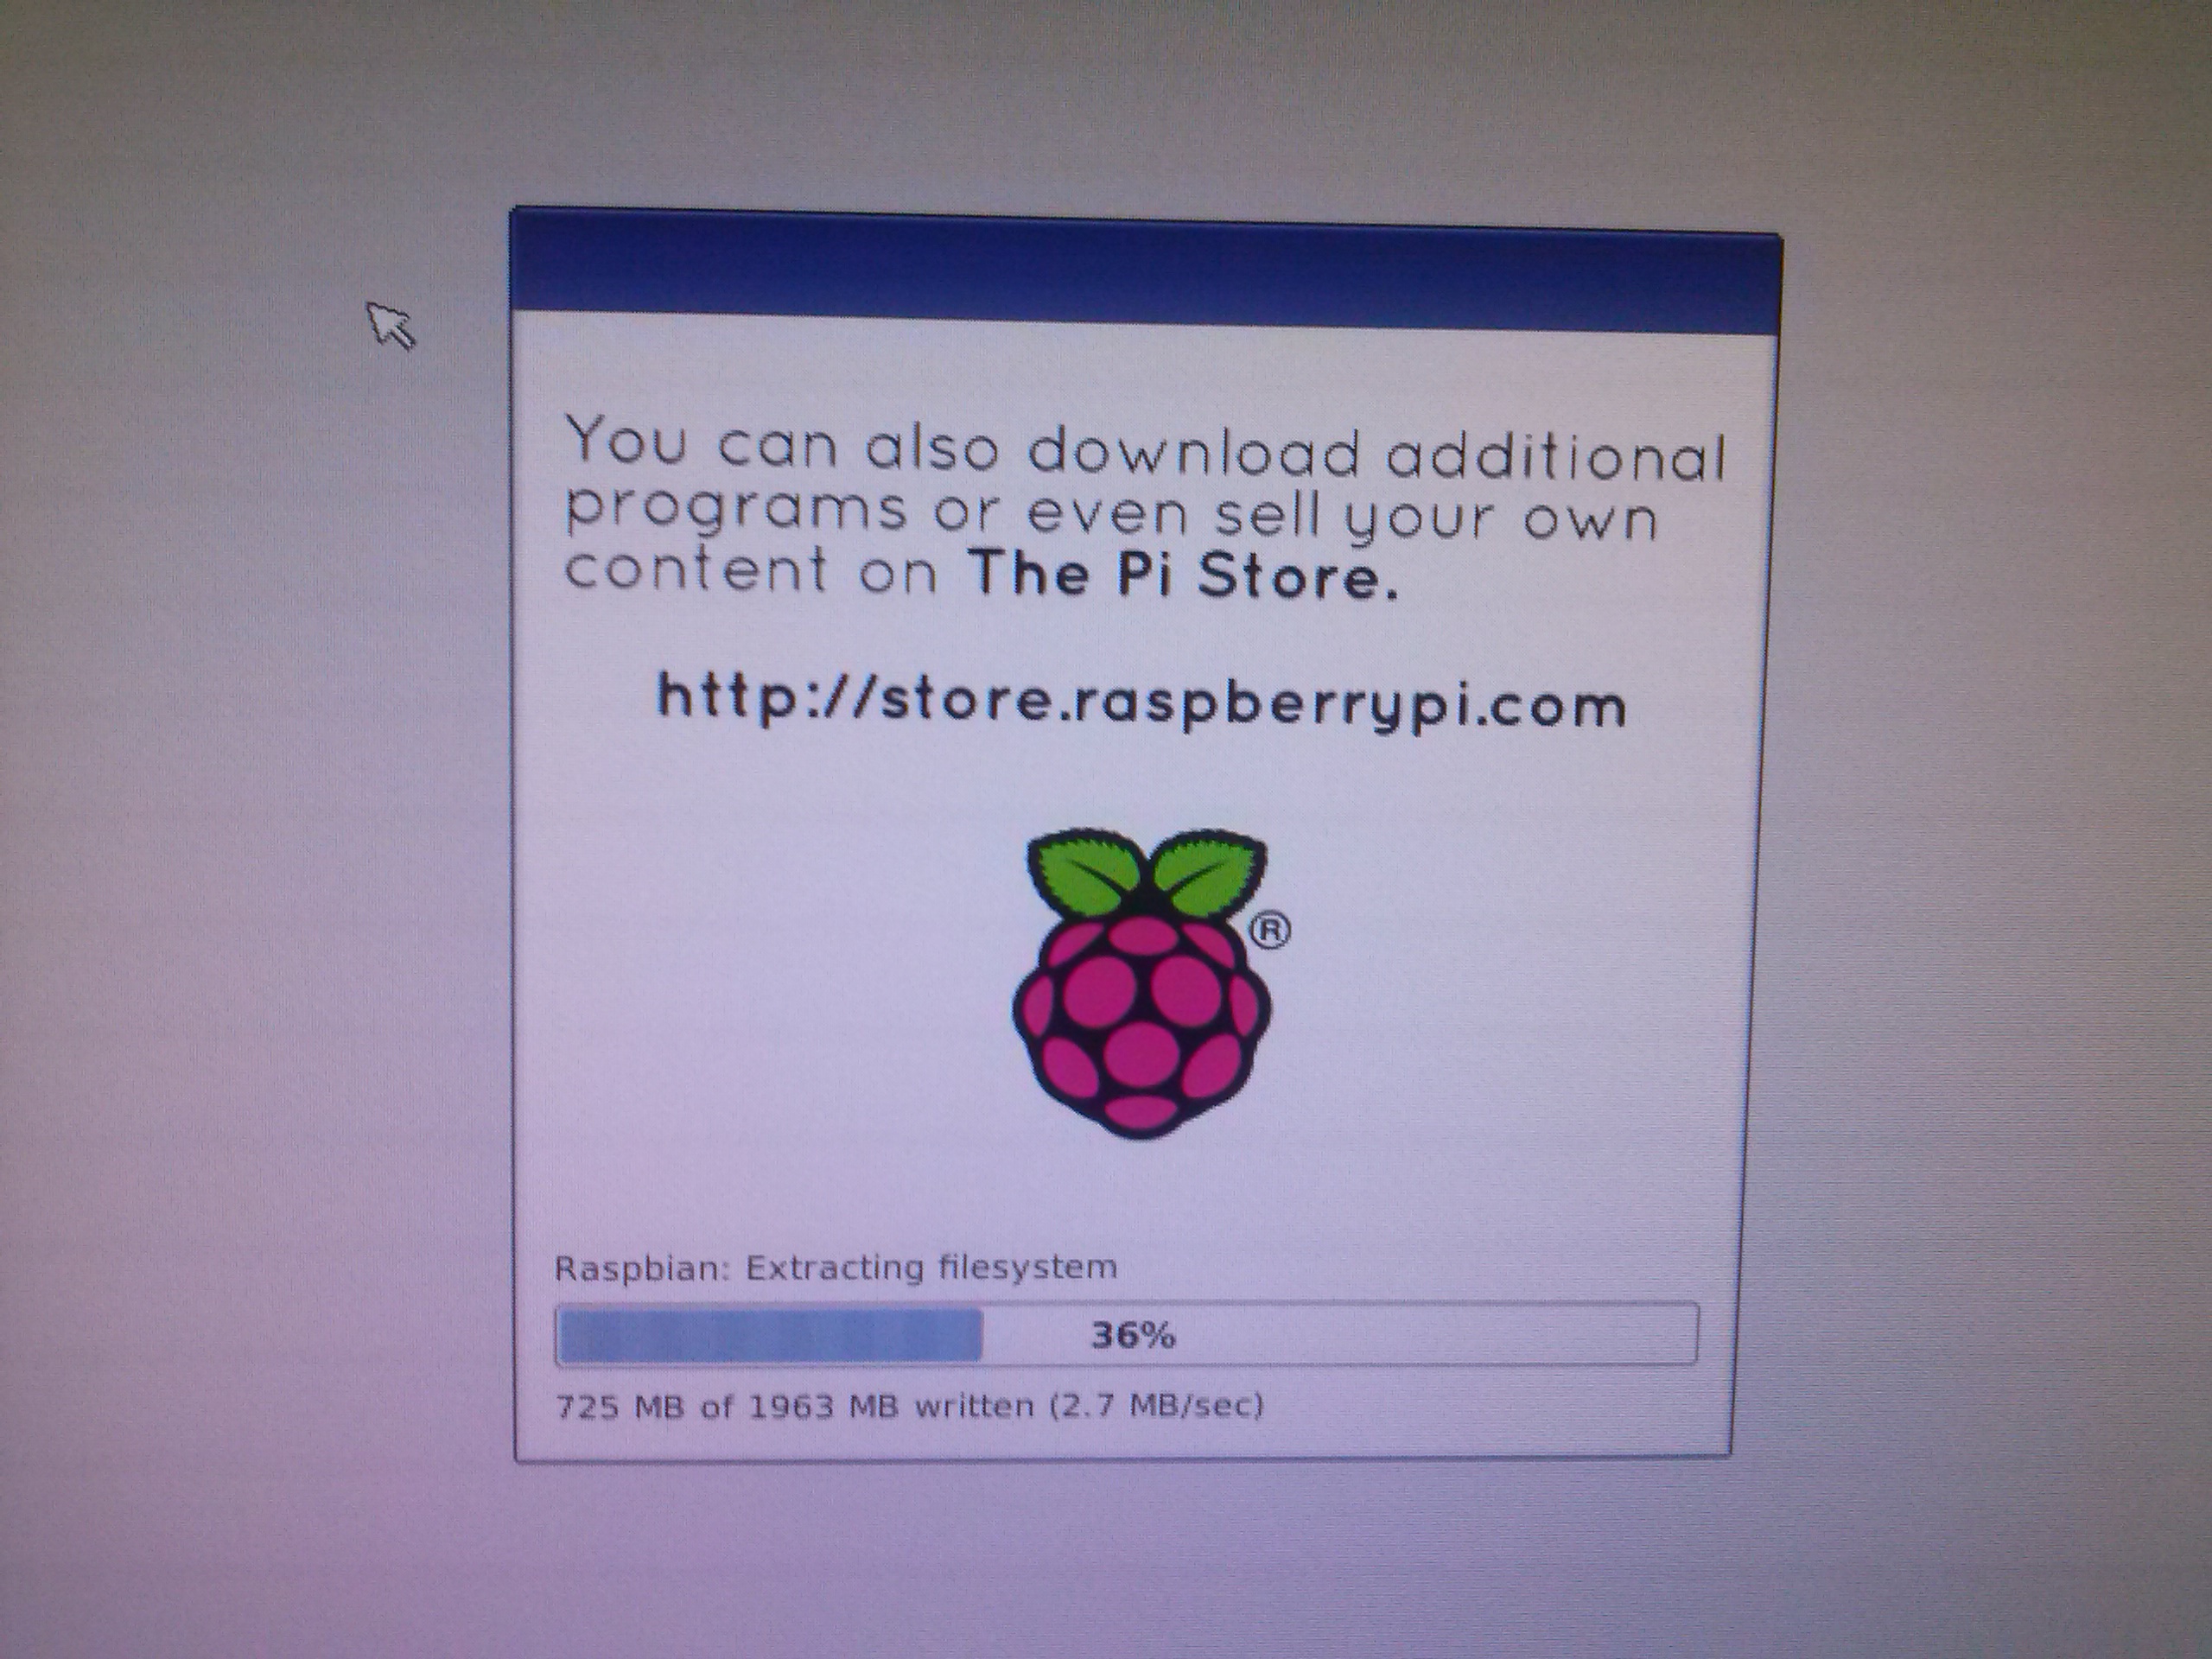 You can also download additional
programs or even sell your own
content on The Pi Store.
http://store.raspberrypi.com
®
Raspbian: Extracting filesystem
36%
725 MB of 1963 MB written (2.7 MB/sec)